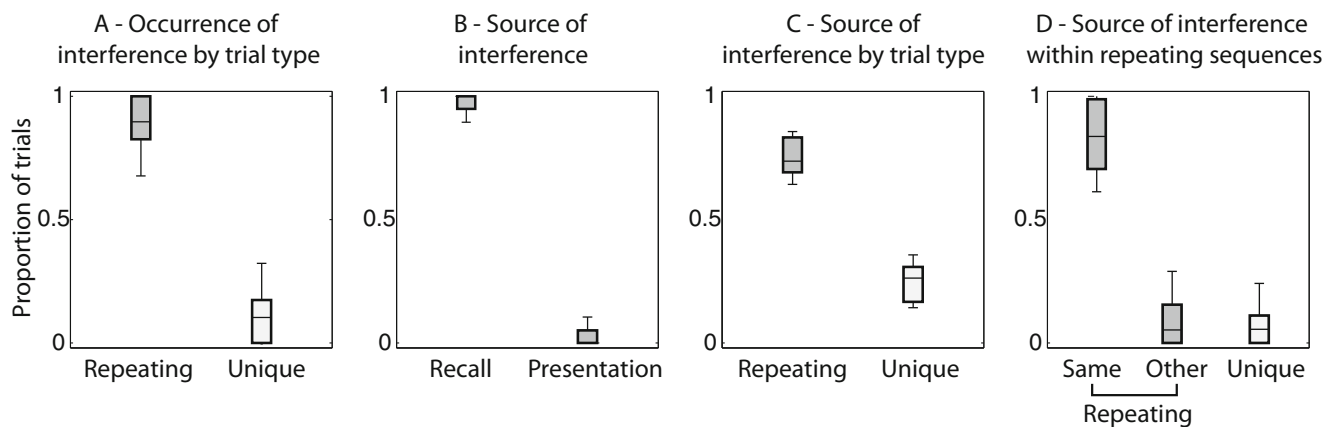 A - Occurrence of
interference by trial type
B - Source of
interference
C - Source of
interference by trial type
D - Source of interference
within repeating sequences
Proportion of trials
1
0.5
0
Repeating Unique
1
0.5
0
Recall Presentation
1
0.5
0
Repeating Unique
1
0.5
0
Same Other Unique
Repeating